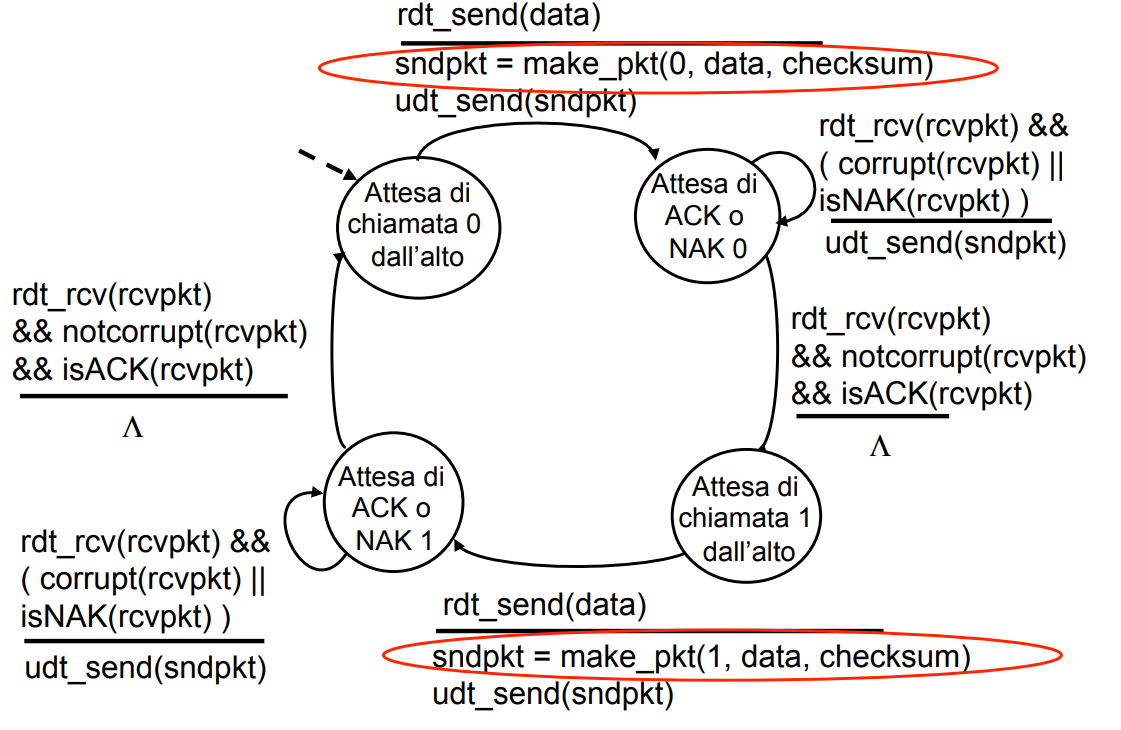 rdt_send(data)
sndpkt = make_pkt(0, data, checksum)
udt_send(sndpkt)
rdt_rcv(rcvpkt) &&
( corrupt(rcvpkt) ||
isNAK(rcvpkt) )
udt_send(sndpkt)
Attesa di
chiamata 0
dall’alto
Attesa di
ACK o
NAK 0
rdt_rcv(rcvpkt)
&& notcorrupt(rcvpkt)
&& isACK(rcvpkt)
Λ
rdt_rcv(rcvpkt)
&& notcorrupt(rcvpkt)
&& isACK(rcvpkt)
Λ
Attesa di
ACK o
NAK 1
Attesa di
chiamata 1
dall’alto
rdt_rcv(rcvpkt) &&
( corrupt(rcvpkt) ||
isNAK(rcvpkt) )
udt_send(sndpkt)
rdt_send(data)
sndpkt = make_pkt(1, data, checksum)
udt_send(sndpkt)